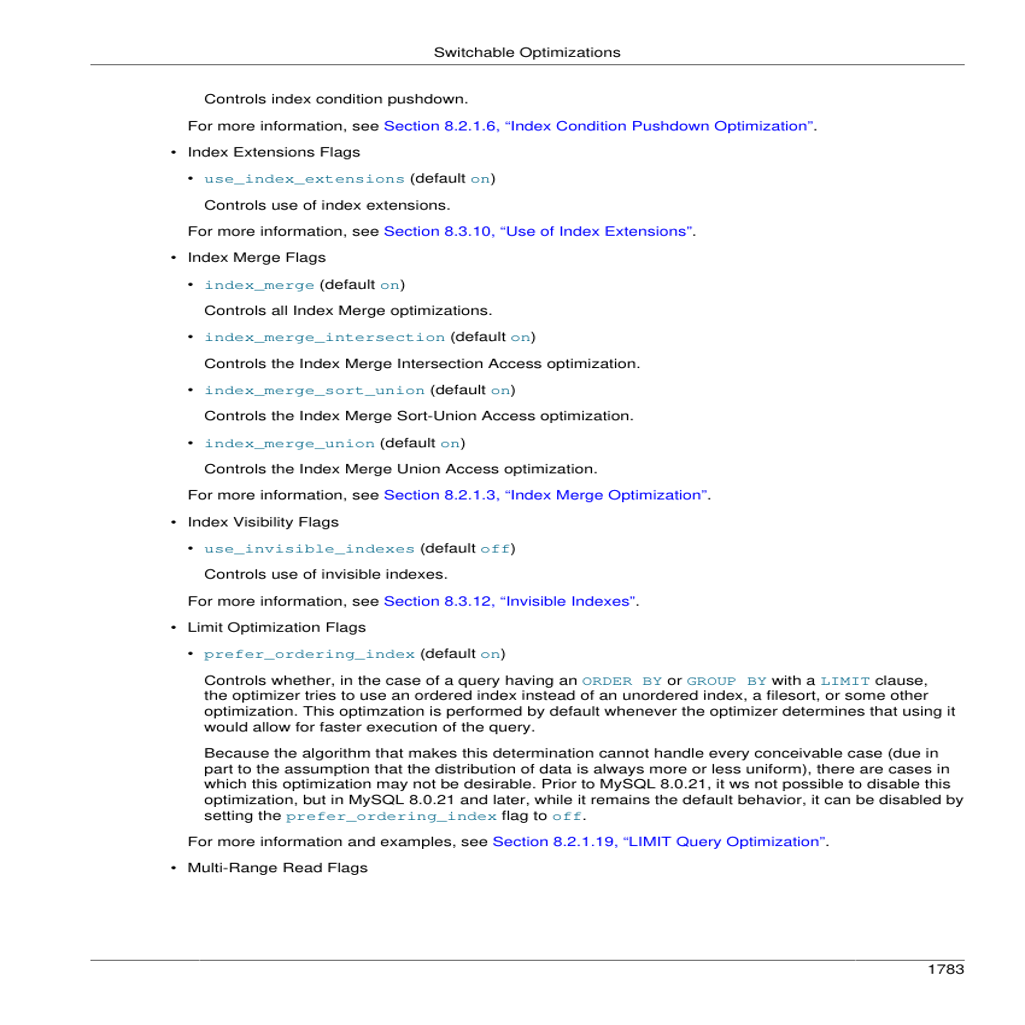 Switchable Optimizations
Controls index condition pushdown.
For more information, see Section 8.2.1.6, “Index Condition Pushdown Optimization”.
• Index Extensions Flags
• use_index_extensions (default on)
Controls use of index extensions.
For more information, see Section 8.3.10, “Use of Index Extensions”.
• Index Merge Flags
• index_merge (default on)
Controls all Index Merge optimizations.
• index_merge_intersection (default on)
Controls the Index Merge Intersection Access optimization.
• index_merge_sort_union (default on)
Controls the Index Merge Sort-Union Access optimization.
• index_merge_union (default on)
Controls the Index Merge Union Access optimization.
For more information, see Section 8.2.1.3, “Index Merge Optimization”.
• Index Visibility Flags
• use_invisible_indexes (default off)
Controls use of invisible indexes.
For more information, see Section 8.3.12, “Invisible Indexes”.
• Limit Optimization Flags
• prefer_ordering_index (default on)
Controls whether, in the case of a query having an ORDER BY or GROUP BY with a LIMIT clause,
the optimizer tries to use an ordered index instead of an unordered index, a filesort, or some other
optimization. This optimzation is performed by default whenever the optimizer determines that using it
would allow for faster execution of the query.
Because the algorithm that makes this determination cannot handle every conceivable case (due in
part to the assumption that the distribution of data is always more or less uniform), there are cases in
which this optimization may not be desirable. Prior to MySQL 8.0.21, it ws not possible to disable this
optimization, but in MySQL 8.0.21 and later, while it remains the default behavior, it can be disabled by
setting the prefer_ordering_index flag to off.
For more information and examples, see Section 8.2.1.19, “LIMIT Query Optimization”.
• Multi-Range Read Flags
1783